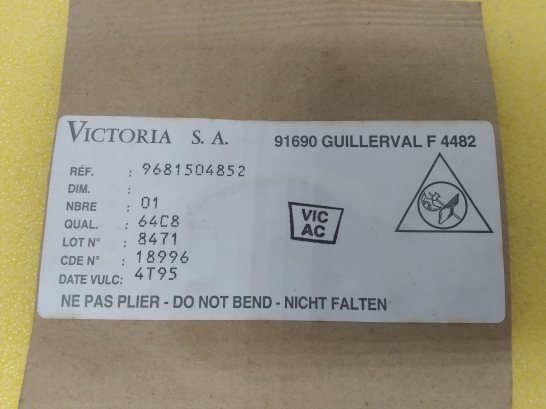 VICTORIA S. A. 91690 GUILLERVAL F 4482
RÉF. : 9681504852
DIM. :
NBRE : 01
QUAL. : 64C8
LOT N° : 8471
CDE N° : 18996
DATE VULC: 4T95
VIC
AC
NE PAS PLIER - DO NOT BEND - NICHT FALTEN